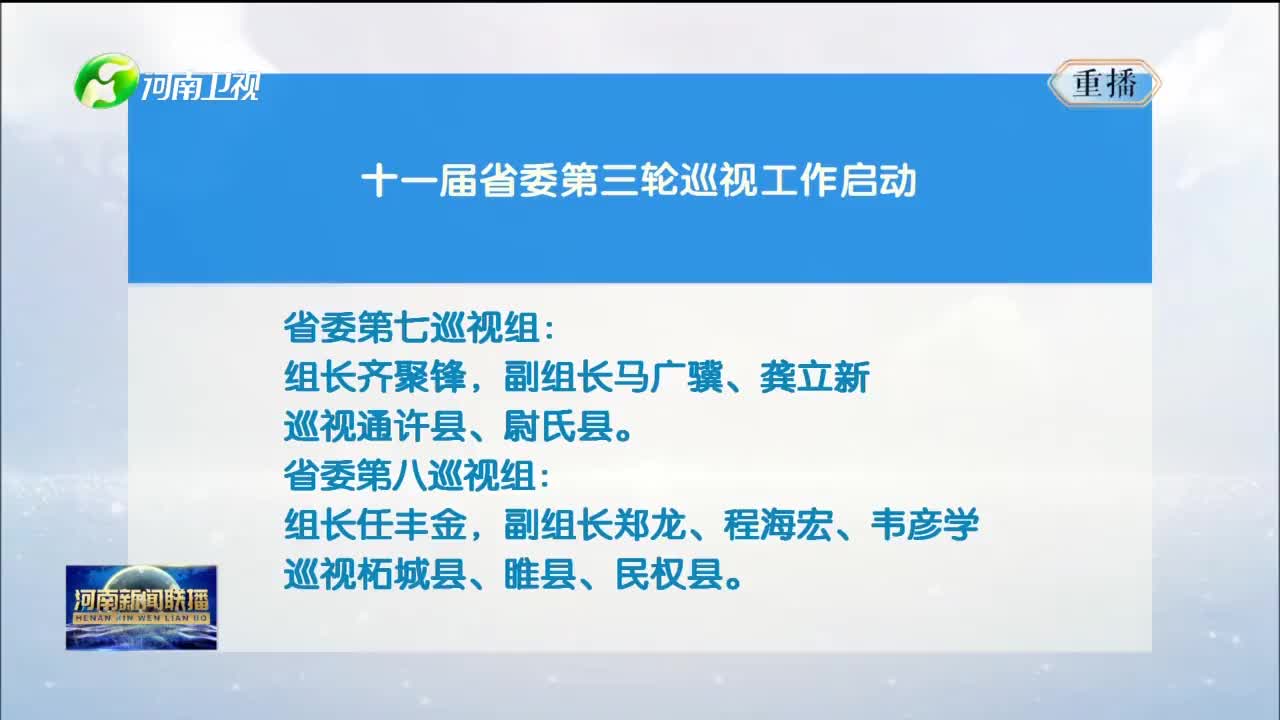 河南卫视
重播
十一届省委第三轮巡视工作启动
省委第七巡视组：
组长齐聚锋，副组长马广骥、龚立新
巡视通许县、尉氏县。
省委第八巡视组：
组长任丰金，副组长郑龙、程海宏、韦彦学
巡视柘城县、睢县、民权县。
河南新闻联播
HENAN XIN WEN LIAN BO